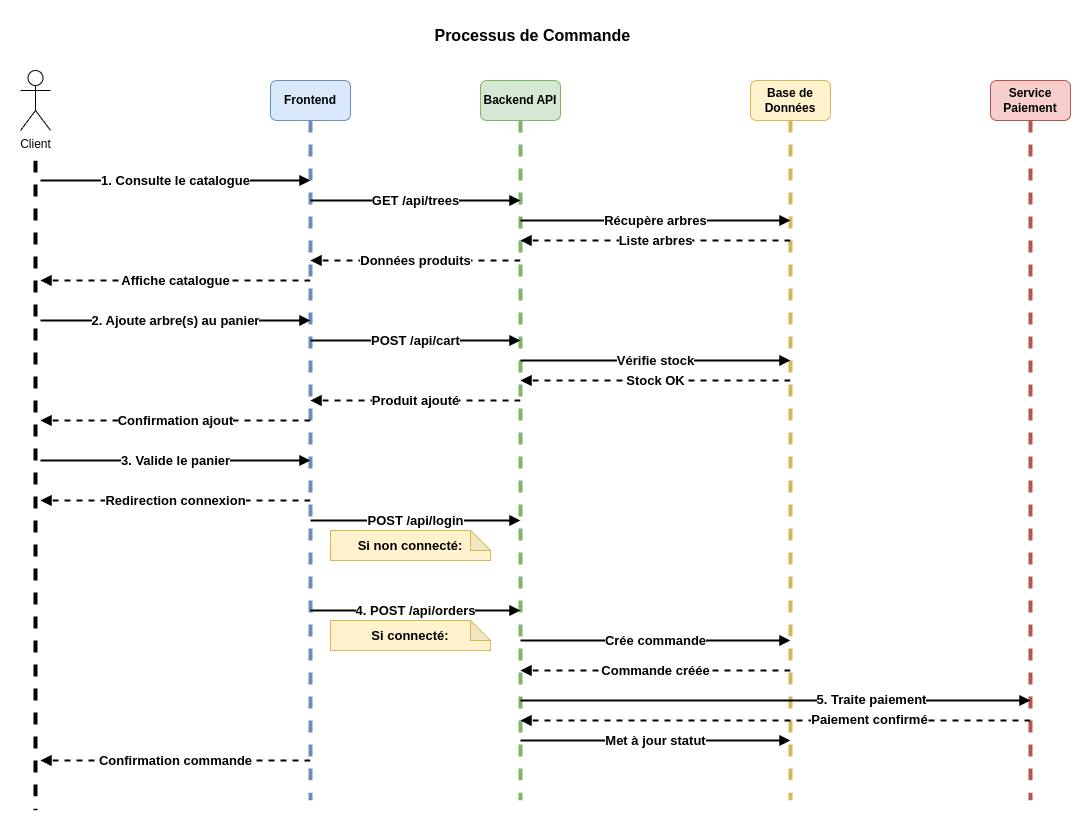 Processus de Commande
Client
Frontend
Backend API
Base de
Données
Service
Paiement
1. Consulte le catalogue
GET /api/trees
Récupère arbres
Liste arbres
Données produits
Affiche catalogue
2. Ajoute arbre(s) au panier
POST /api/cart
Vérifie stock
Stock OK
Produit ajouté
Confirmation ajout
3. Valide le panier
Redirection connexion
POST /api/login
Si non connecté:
4. POST /api/orders
Si connecté:
Crée commande
Commande créée
5. Traite paiement
Paiement confirmé
Met à jour statut
Confirmation commande